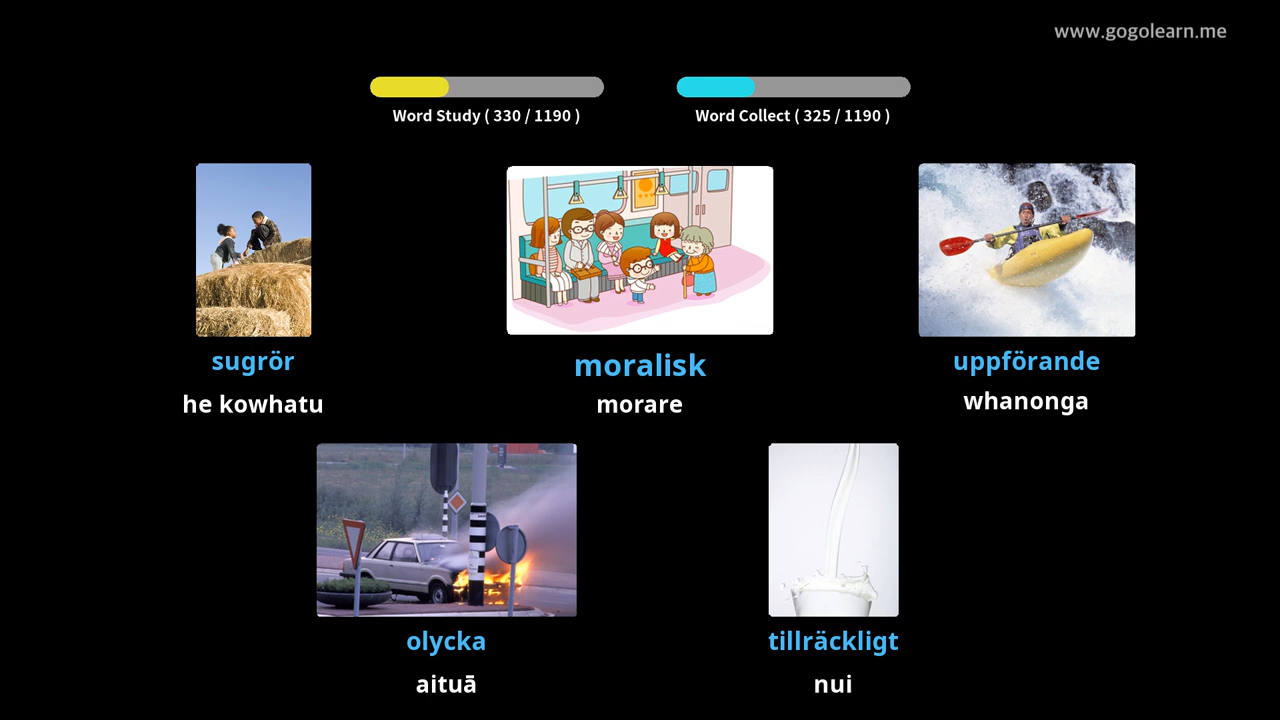 www.gogolearn.me
Word Study ( 330 / 1190 )
Word Collect ( 325 / 1190 )
sugrör
moralisk
uppförande
he kowhatu
morare
whanonga
olycka
tillräckligt
aituā
nui